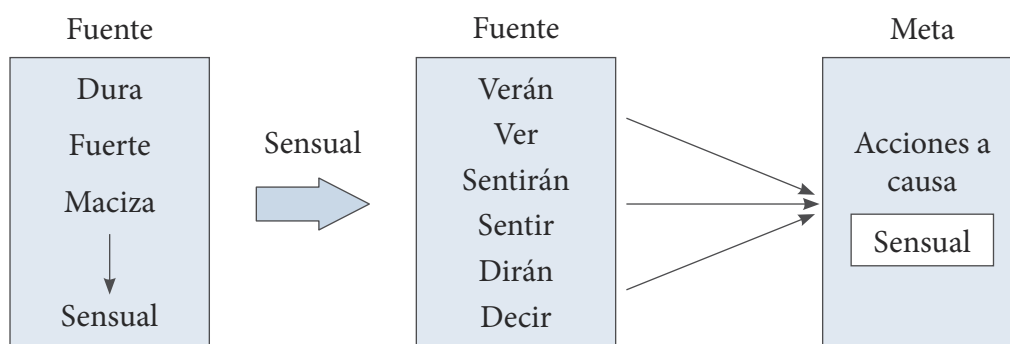 Fuente
Dura
Fuerte
Maciza
Sensual
Sensual
Fuente
Verán
Ver
Sentirán
Sentir
Dirán
Decir
Meta
Acciones a
causa
Sensual